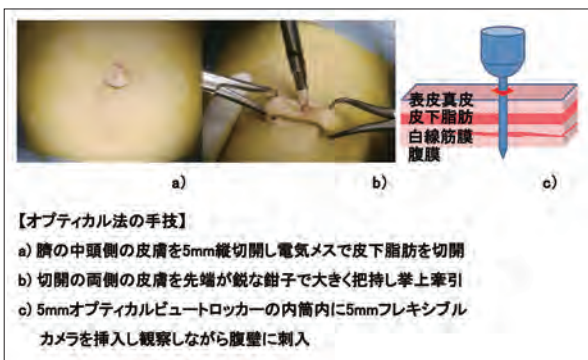 表皮真皮
皮下脂肪
白線筋膜
腹膜
a)
b)
c)
【オプティカル法の手技】
a) 臍の中頭側の皮膚を5mm縦切開し電気メスで皮下脂肪を切開
b) 切開の両側の皮膚を先端が鋭な鉗子で大きく把持し挙上牽引
c) 5mmオプティカルビュートロッカーの内筒内に5mmフレキシブル
カメラを挿入し観察しながら腹壁に刺入